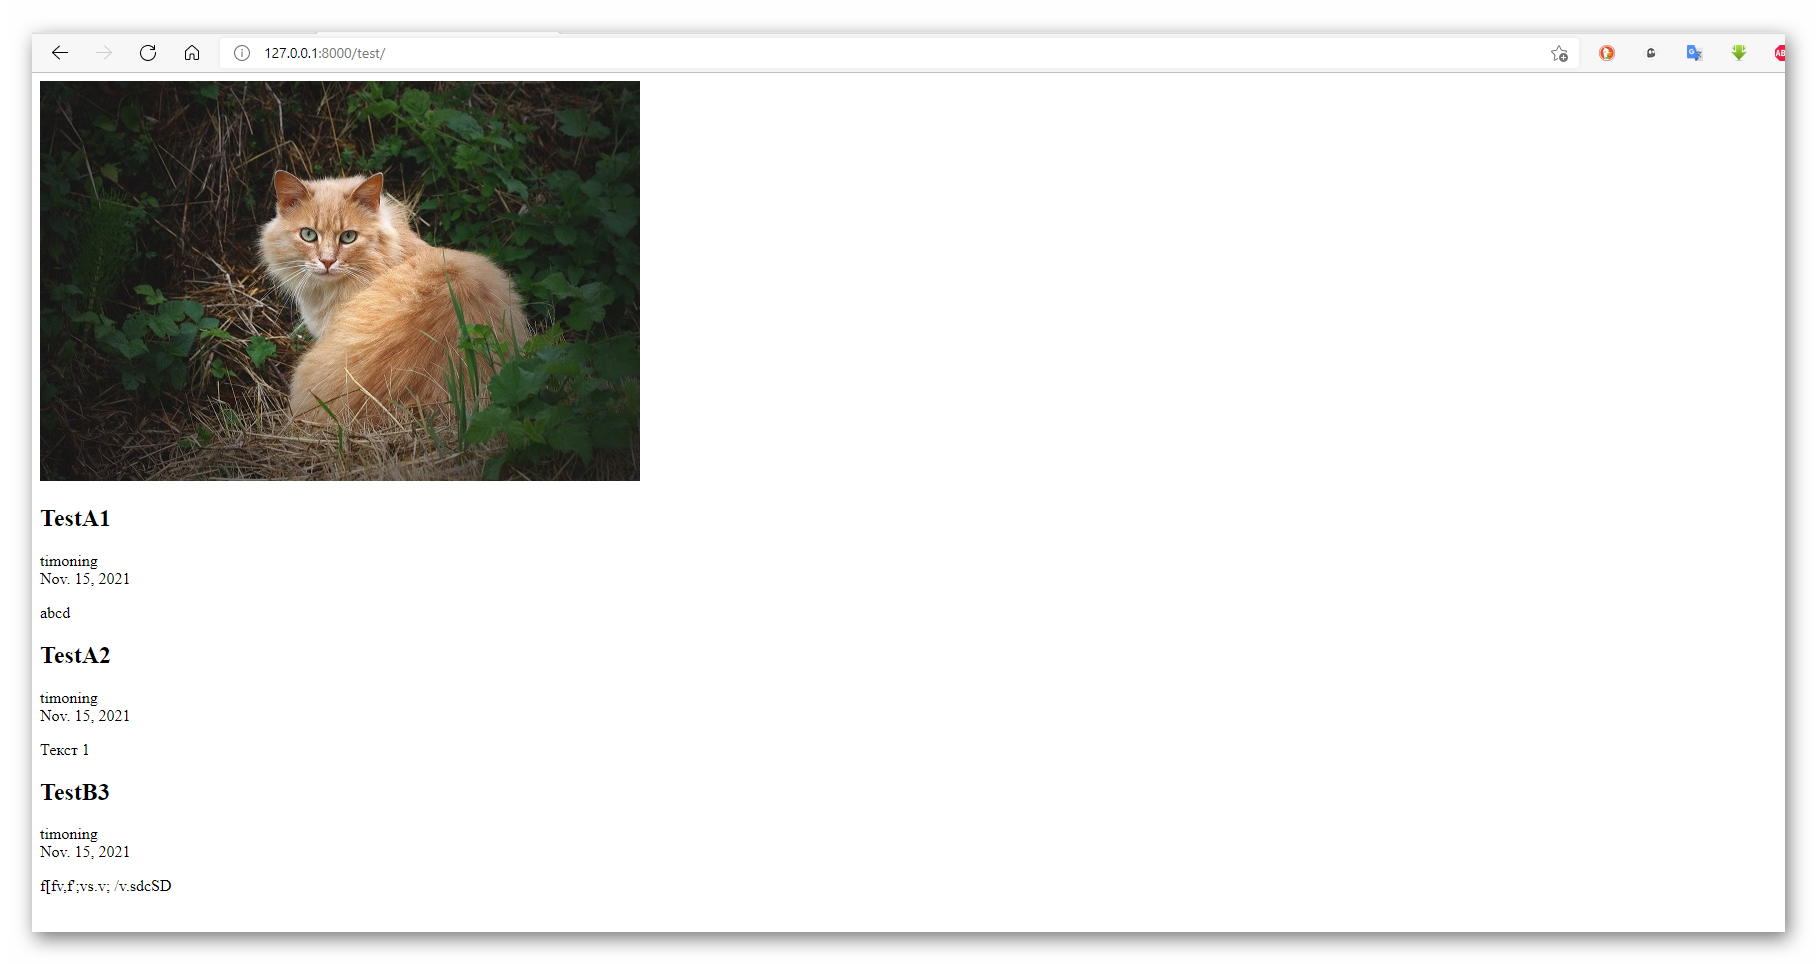 127.0.0.1:8000/test/
TestA1
timoning
Nov. 15, 2021
abcd
TestA2
timoning
Nov. 15, 2021
Текст 1
TestB3
timoning
Nov. 15, 2021
f[fv,f';vs.v; /v.sdcSD